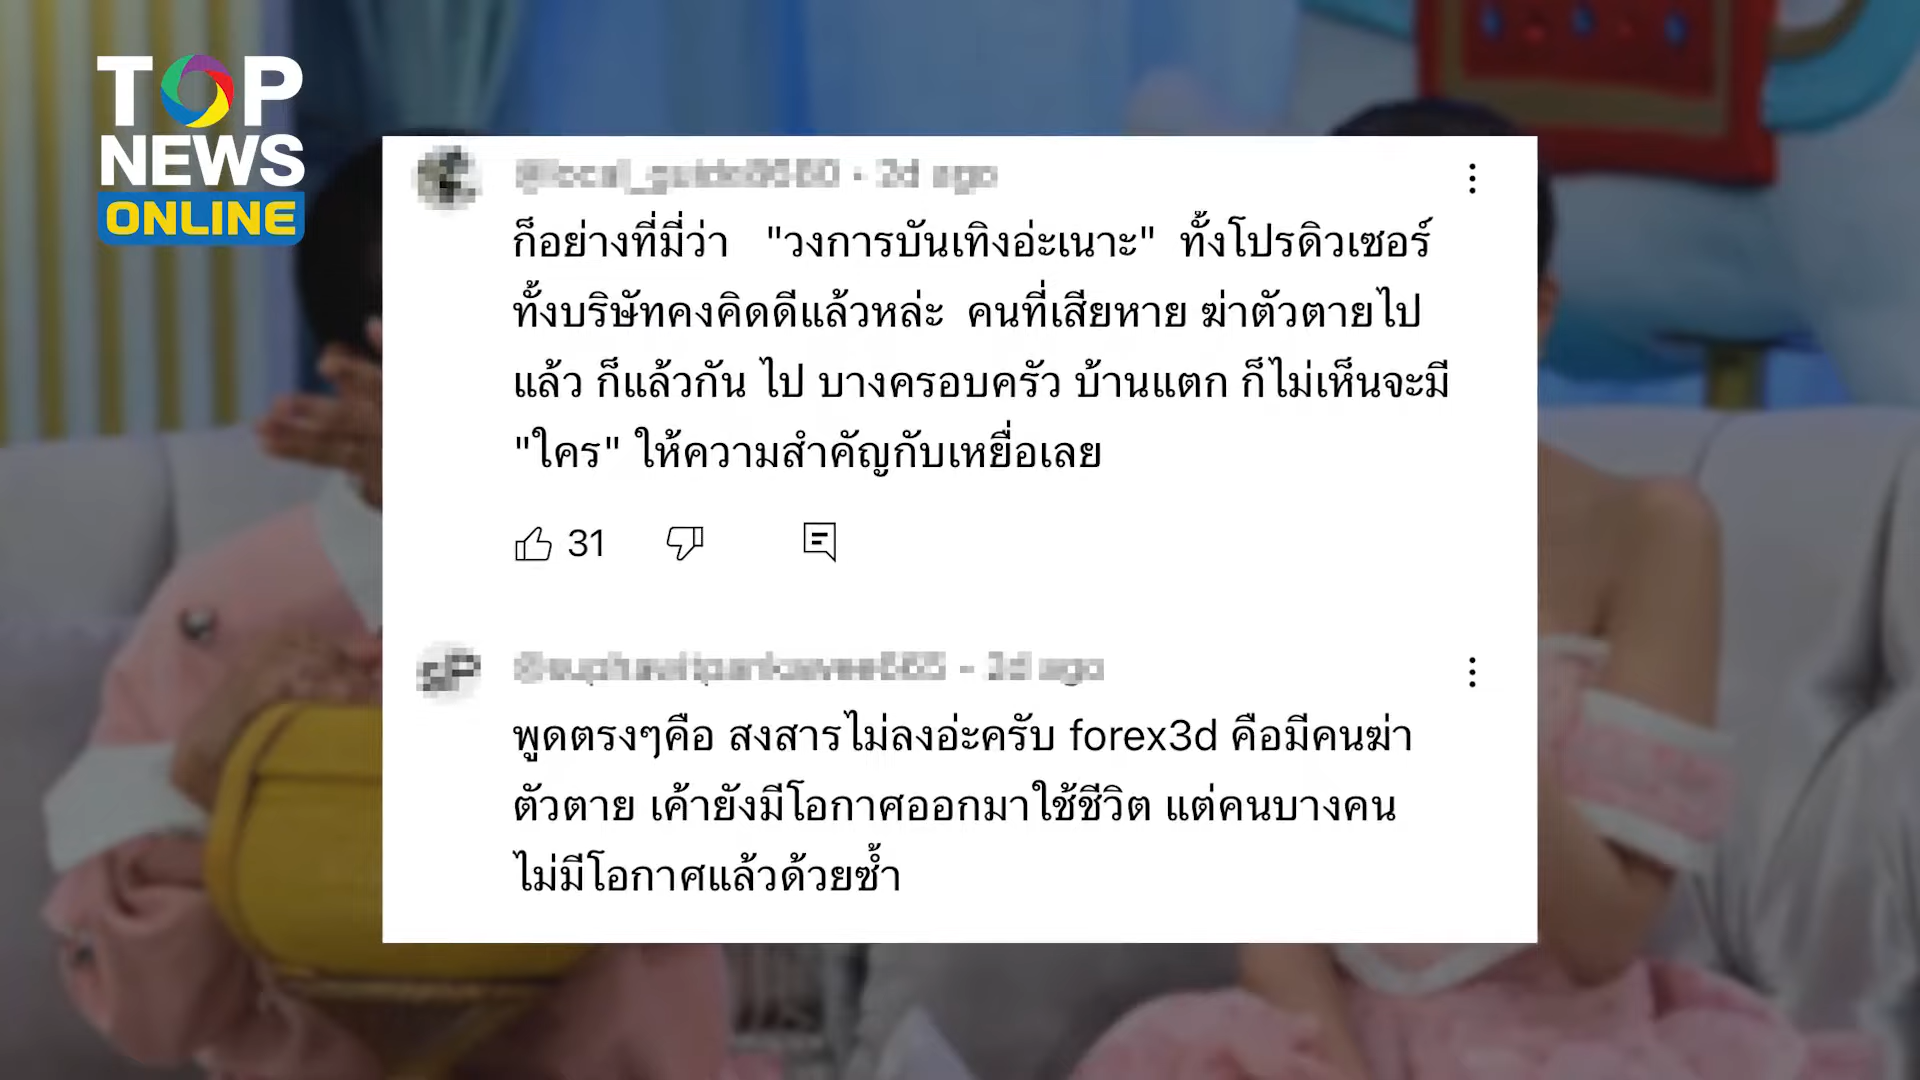 TOP
NEWS
ONLINE
ก็อย่างที่มี่ว่า "วงการบันเทิงอ่ะเนาะ" ทั้งโปรดิวเซอร์
ทั้งบริษัทคงคิดดีแล้วหล่ะ คนที่เสียหาย ฆ่าตัวตายไป
แล้ว ก็แล้วกัน ไป บางครอบครัว บ้านแตก ก็ไม่เห็นจะมี
"ใคร" ให้ความสำคัญกับเหยื่อเลย
31
พูดตรงๆคือ สงสารไม่ลงอ่ะครับ forex3d คือมีคนฆ่า
ตัวตาย เค้ายังมีโอกาศออกมาใช้ชีวิต แต่คนบางคน
ไม่มีโอกาศแล้วด้วยซ้ำ